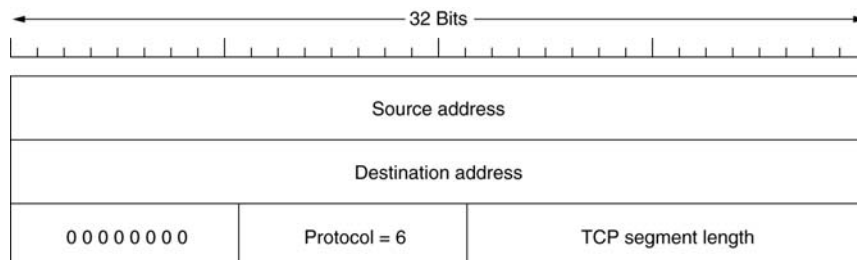 32 Bits
Source address
Destination address
0 0 0 0 0 0 0 0 Protocol = 6 TCP segment length